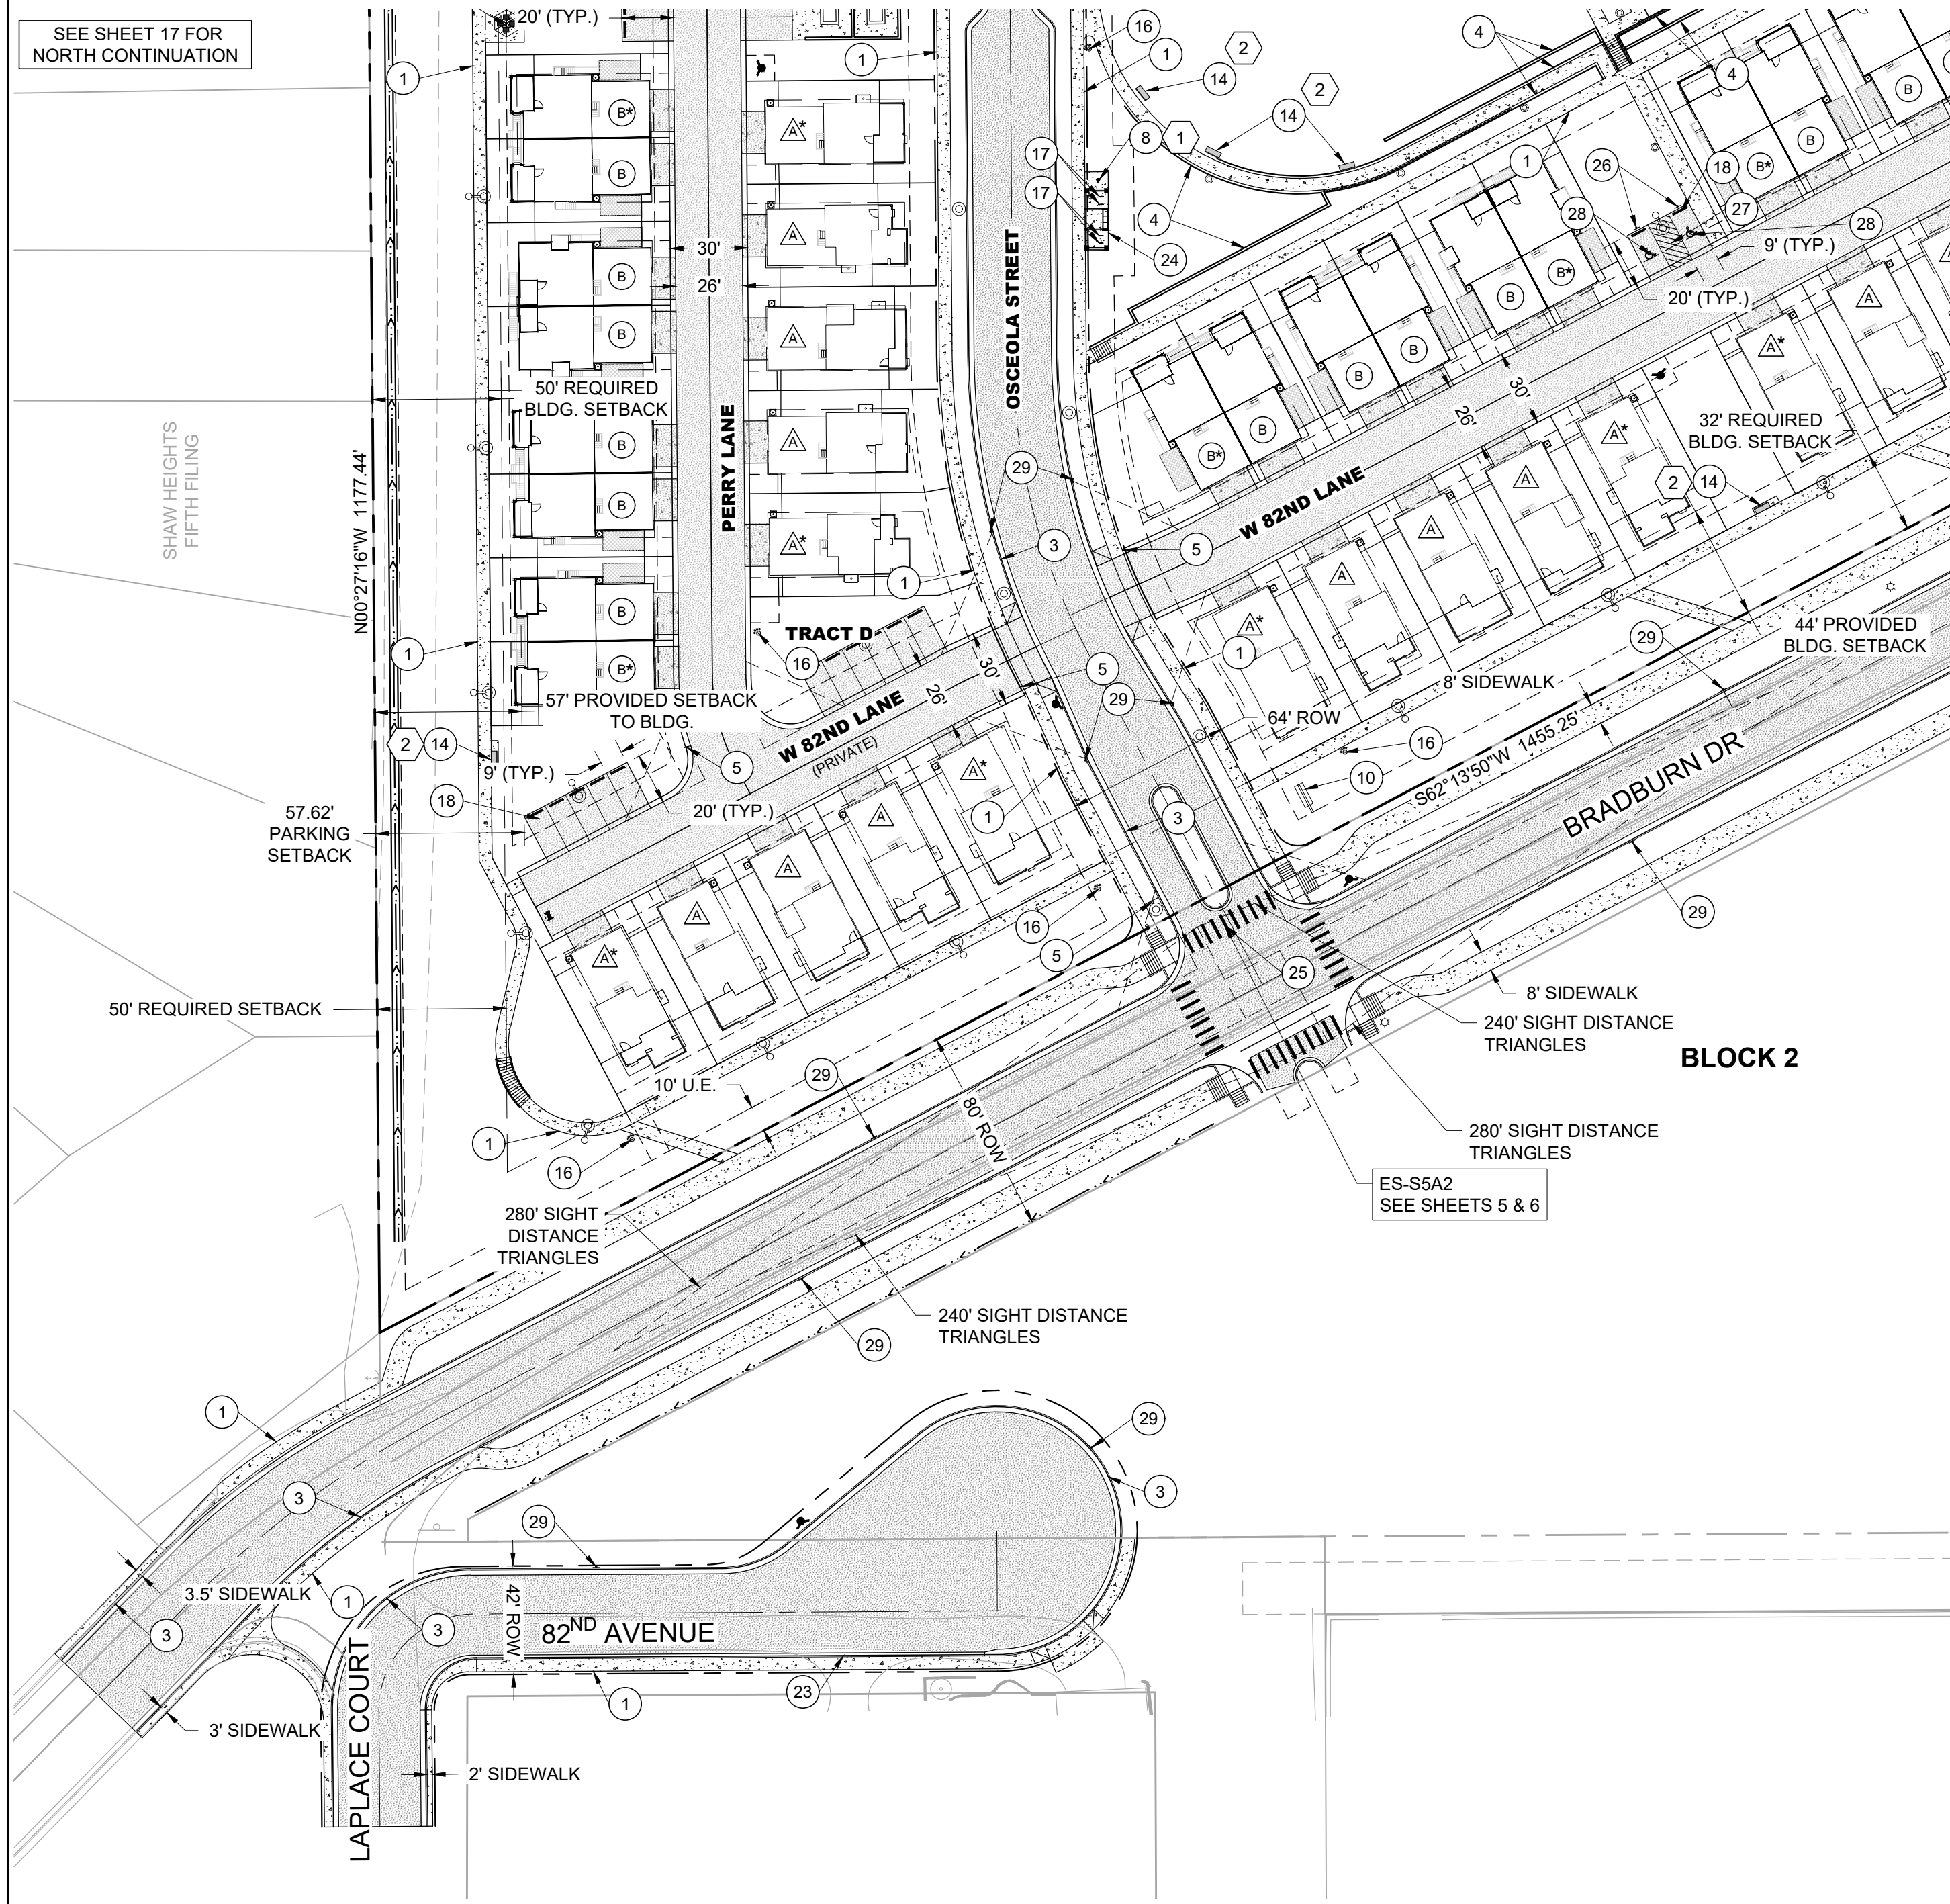 SEE SHEET 17 FOR
NORTH CONTINUATION
20' (TYP.)
1
1
16
1
2
14
2
14
4
4
B
B*
A*
8
1
17
17
1
26
18
B
B*
B
4
28
27
28
9' (TYP.)
A
30'
26'
B
A
24
B*
B
20' (TYP.)
A
OSCEOLA STREET
B
A
B
B
A*
A
50' REQUIRED
BLDG. SETBACK
30'
26'
32' REQUIRED
BLDG. SETBACK
SHAW HEIGHTS
FIFTH FILING
N00°27'16"W 1177.44'
B
A
PERRY LANE
B
B*
A*
29
2
14
B
A*
3
5
W 82ND LANE
A
A
1
1
B
B*
TRACT D
16
A
A*
1
29
44' PROVIDED
BLDG. SETBACK
30'
26'
5
29
8' SIDEWALK
57' PROVIDED SETBACK
TO BLDG.
W 82ND LANE
(PRIVATE)
64' ROW
16
2
14
9' (TYP.)
5
A*
10
S62°13'50"W 1455.25'
BRADBURN DR
18
20' (TYP.)
A
1
3
57.62'
PARKING
SETBACK
A
A
16
29
A*
5
25
50' REQUIRED SETBACK
8' SIDEWALK
240' SIGHT DISTANCE
TRIANGLES
BLOCK 2
10' U.E.
29
80' ROW
1
16
280' SIGHT DISTANCE
TRIANGLES
ES-S5A2
SEE SHEETS 5 & 6
280' SIGHT
DISTANCE
TRIANGLES
240' SIGHT DISTANCE
TRIANGLES
29
1
29
3
3
29
3.5' SIDEWALK
1
3
3
42' ROW
82ND AVENUE
23
1
LAPLACE COURT
3' SIDEWALK
2' SIDEWALK